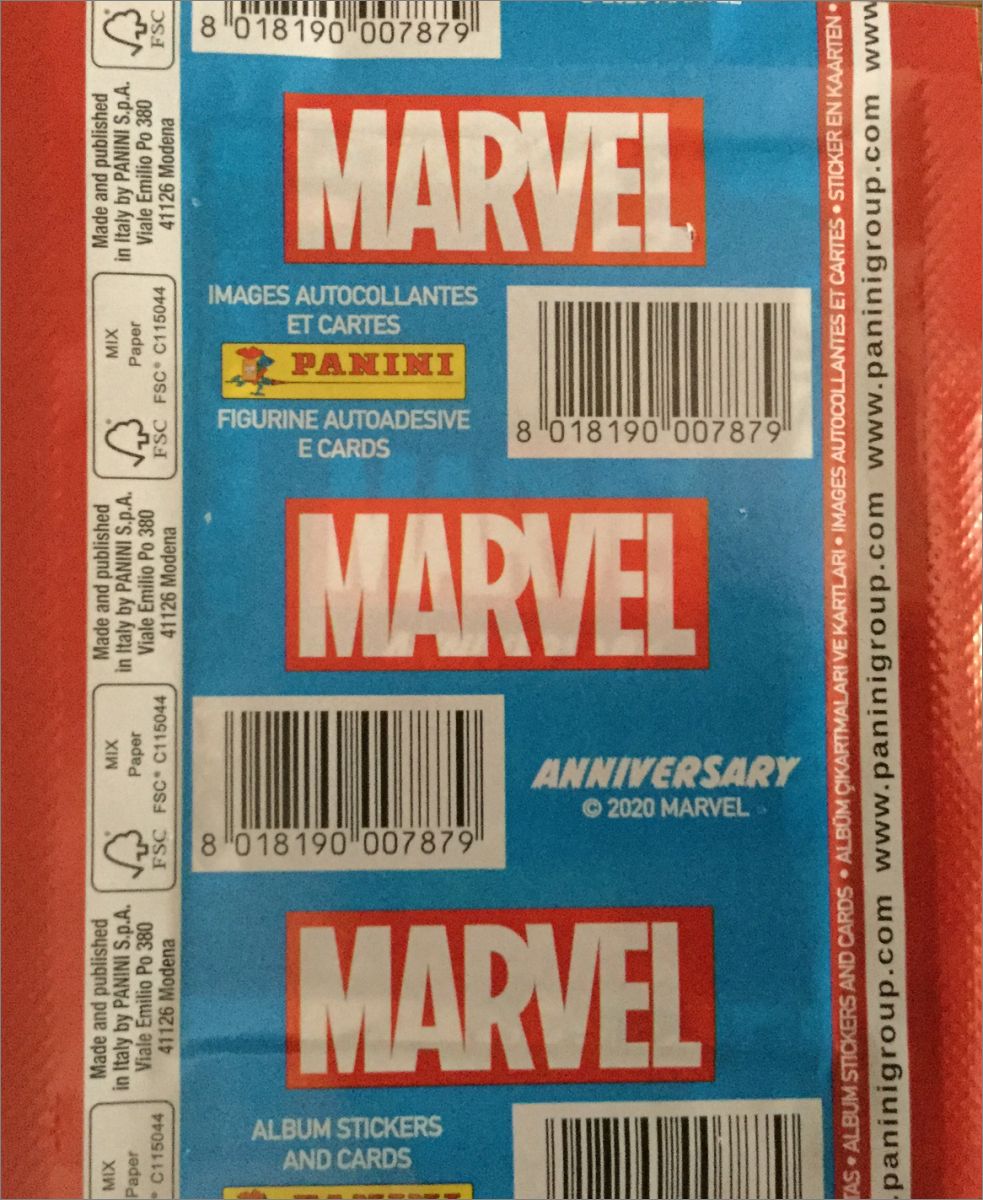 8 018190 007879
MARVEL
IMAGES AUTOCOLLANTES
ET CARTES
PANINI
FIGURINE AUTOADESIVE
E CARDS
8 018190 007879
MARVEL
8 018190 007879
ANNIVERSARY
© 2020 MARVEL
MARVEL
ALBUM STICKERS
AND CARDS
PANINI
FSC
Made and published
in Italy by PANINI S.p.A.
Viale Emilio Po 380
41126 Modena
MIX
Paper
FSC® C115044
FSC
Made and published
in Italy by PANINI S.p.A.
Viale Emilio Po 380
41126 Modena
MIX
Paper
FSC® C115044
FSC
Made and published
in Italy by PANINI S.p.A.
Viale Emilio Po 380
41126 Modena
MIX
Paper
® C115044
AS • ALBUM STICKERS AND CARDS • ALBÜM ÇIKARTMALARI VE KARTLARI • IMAGES AUTOCOLLANTES ET CARTES • STICKER EN KAARTEN •
paninigroup.com www.paninigroup.com www.paninigroup.com www